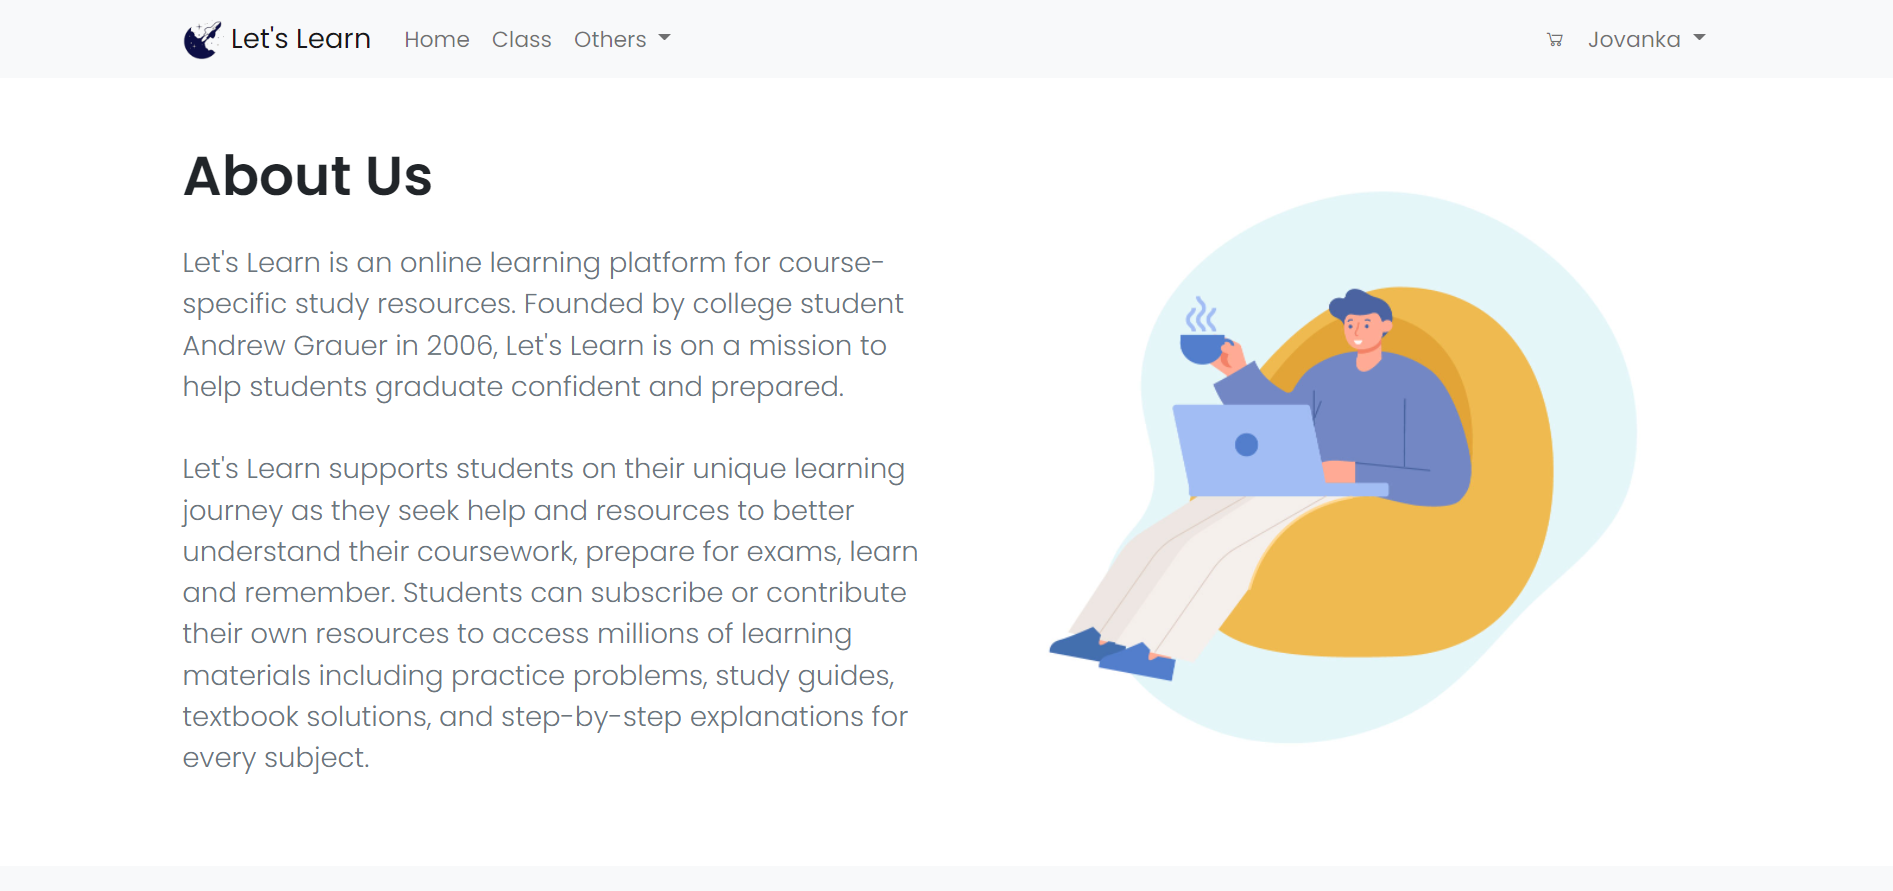 Let's Learn Home Class Others Jovanka
About Us
Let's Learn is an online learning platform for course-
specific study resources. Founded by college student
Andrew Grauer in 2006, Let's Learn is on a mission to
help students graduate confident and prepared.
Let's Learn supports students on their unique learning
journey as they seek help and resources to better
understand their coursework, prepare for exams, learn
and remember. Students can subscribe or contribute
their own resources to access millions of learning
materials including practice problems, study guides,
textbook solutions, and step-by-step explanations for
every subject.